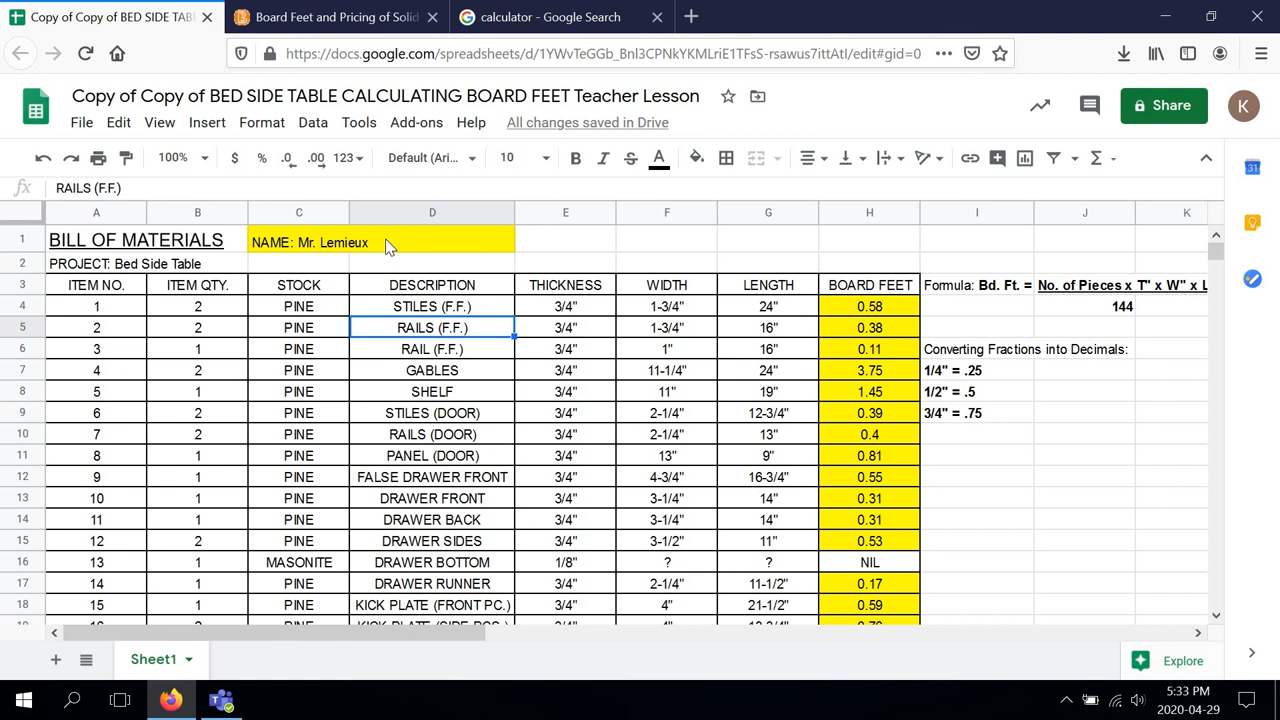 Copy of Copy of BED SIDE TABL
Board Feet and Pricing of Solid
calculator - Google Search
https://docs.google.com/spreadsheets/d/1YWvTeGGb_BnI3CPNkYKMLriE1TFsS-rsawus7ittAtI/edit#gid=0
Copy of Copy of BED SIDE TABLE CALCULATING BOARD FEET Teacher Lesson
Share
K
File Edit View Insert Format Data Tools Add-ons Help All changes saved in Drive
100% $ % .0 .00 123 Default (Ari... 10 B I S A
31
fx RAILS (F.F.)
A B C D E F G H I J K
1 BILL OF MATERIALS NAME: Mr. Lemieux
2 PROJECT: Bed Side Table
3 ITEM NO. ITEM QTY. STOCK DESCRIPTION THICKNESS WIDTH LENGTH BOARD FEET Formula: Bd. Ft. = No. of Pieces x T" x W" x L
4 1 2 PINE STILES (F.F.) 3/4" 1-3/4" 24" 0.58 144
5 2 2 PINE RAILS (F.F.) 3/4" 1-3/4" 16" 0.38
6 3 1 PINE RAIL (F.F.) 3/4" 1" 16" 0.11 Converting Fractions into Decimals:
7 4 2 PINE GABLES 3/4" 11-1/4" 24" 3.75 1/4" = .25
8 5 1 PINE SHELF 3/4" 11" 19" 1.45 1/2" = .5
9 6 2 PINE STILES (DOOR) 3/4" 2-1/4" 12-3/4" 0.39 3/4" = .75
10 7 2 PINE RAILS (DOOR) 3/4" 2-1/4" 13" 0.4
11 8 1 PINE PANEL (DOOR) 3/4" 13" 9" 0.81
12 9 1 PINE FALSE DRAWER FRONT 3/4" 4-3/4" 16-3/4" 0.55
13 10 1 PINE DRAWER FRONT 3/4" 3-1/4" 14" 0.31
14 11 1 PINE DRAWER BACK 3/4" 3-1/4" 14" 0.31
15 12 2 PINE DRAWER SIDES 3/4" 3-1/2" 11" 0.53
16 13 1 MASONITE DRAWER BOTTOM 1/8" ? ? NIL
17 14 1 PINE DRAWER RUNNER 3/4" 2-1/4" 11-1/2" 0.17
18 15 1 PINE KICK PLATE (FRONT PC.) 3/4" 4" 21-1/2" 0.59
Sheet1
Explore
5:33 PM
2020-04-29